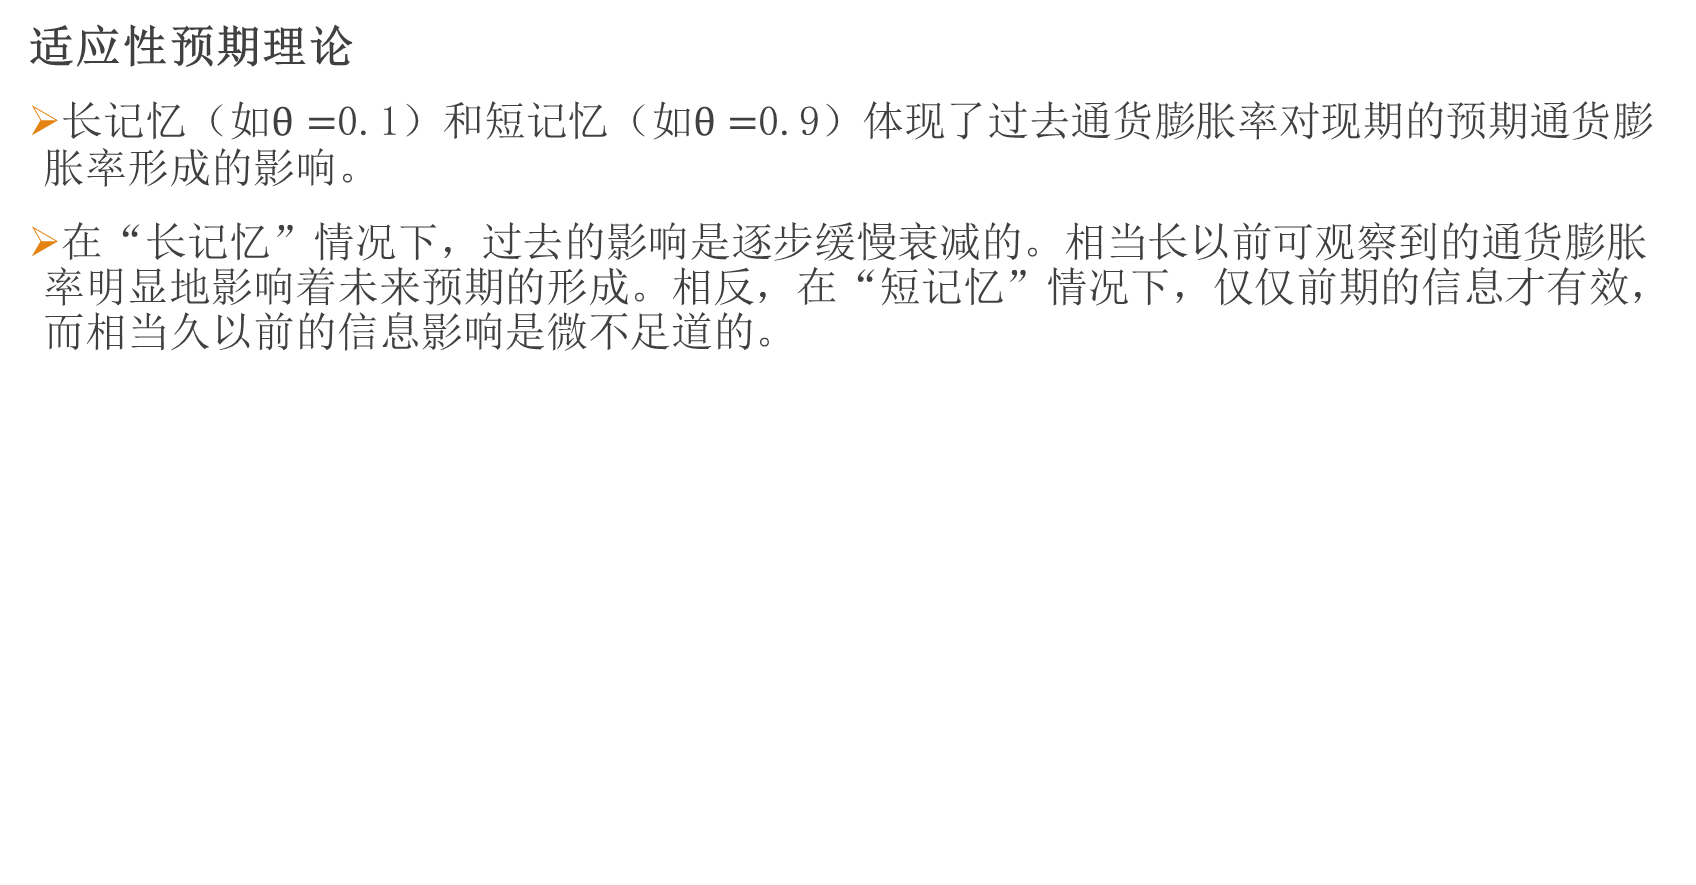 适应性预期理论
➢长记忆（如θ =0.1）和短记忆（如θ =0.9）体现了过去通货膨胀率对现期的预期通货膨
胀率形成的影响。
➢在“长记忆”情况下，过去的影响是逐步缓慢衰减的。相当长以前可观察到的通货膨胀
率明显地影响着未来预期的形成。相反，在“短记忆”情况下，仅仅前期的信息才有效，
而相当久以前的信息影响是微不足道的。